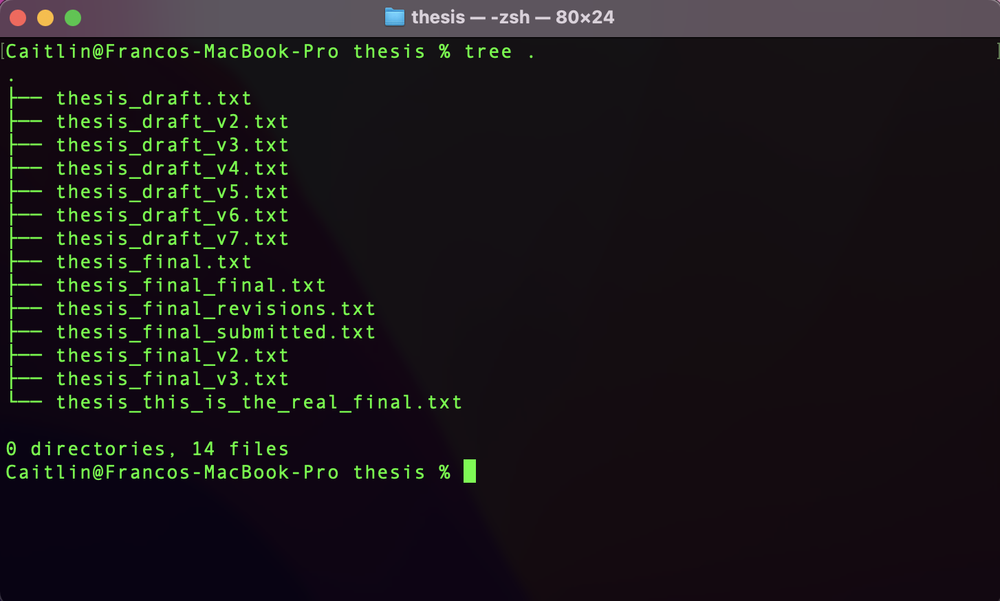 thesis — -zsh — 80×24
Caitlin@Francos-MacBook-Pro thesis % tree .
.
├── thesis_draft.txt
├── thesis_draft_v2.txt
├── thesis_draft_v3.txt
├── thesis_draft_v4.txt
├── thesis_draft_v5.txt
├── thesis_draft_v6.txt
├── thesis_draft_v7.txt
├── thesis_final.txt
├── thesis_final_final.txt
├── thesis_final_revisions.txt
├── thesis_final_submitted.txt
├── thesis_final_v2.txt
├── thesis_final_v3.txt
└── thesis_this_is_the_real_final.txt
0 directories, 14 files
Caitlin@Francos-MacBook-Pro thesis %